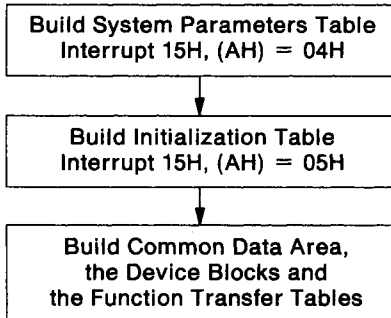 Build System Parameters Table
Interrupt 15H, (AH) = 04H
Build Initialization Table
Interrupt 15H, (AH) = 05H
Build Common Data Area,
the Device Blocks and
the Function Transfer Tables